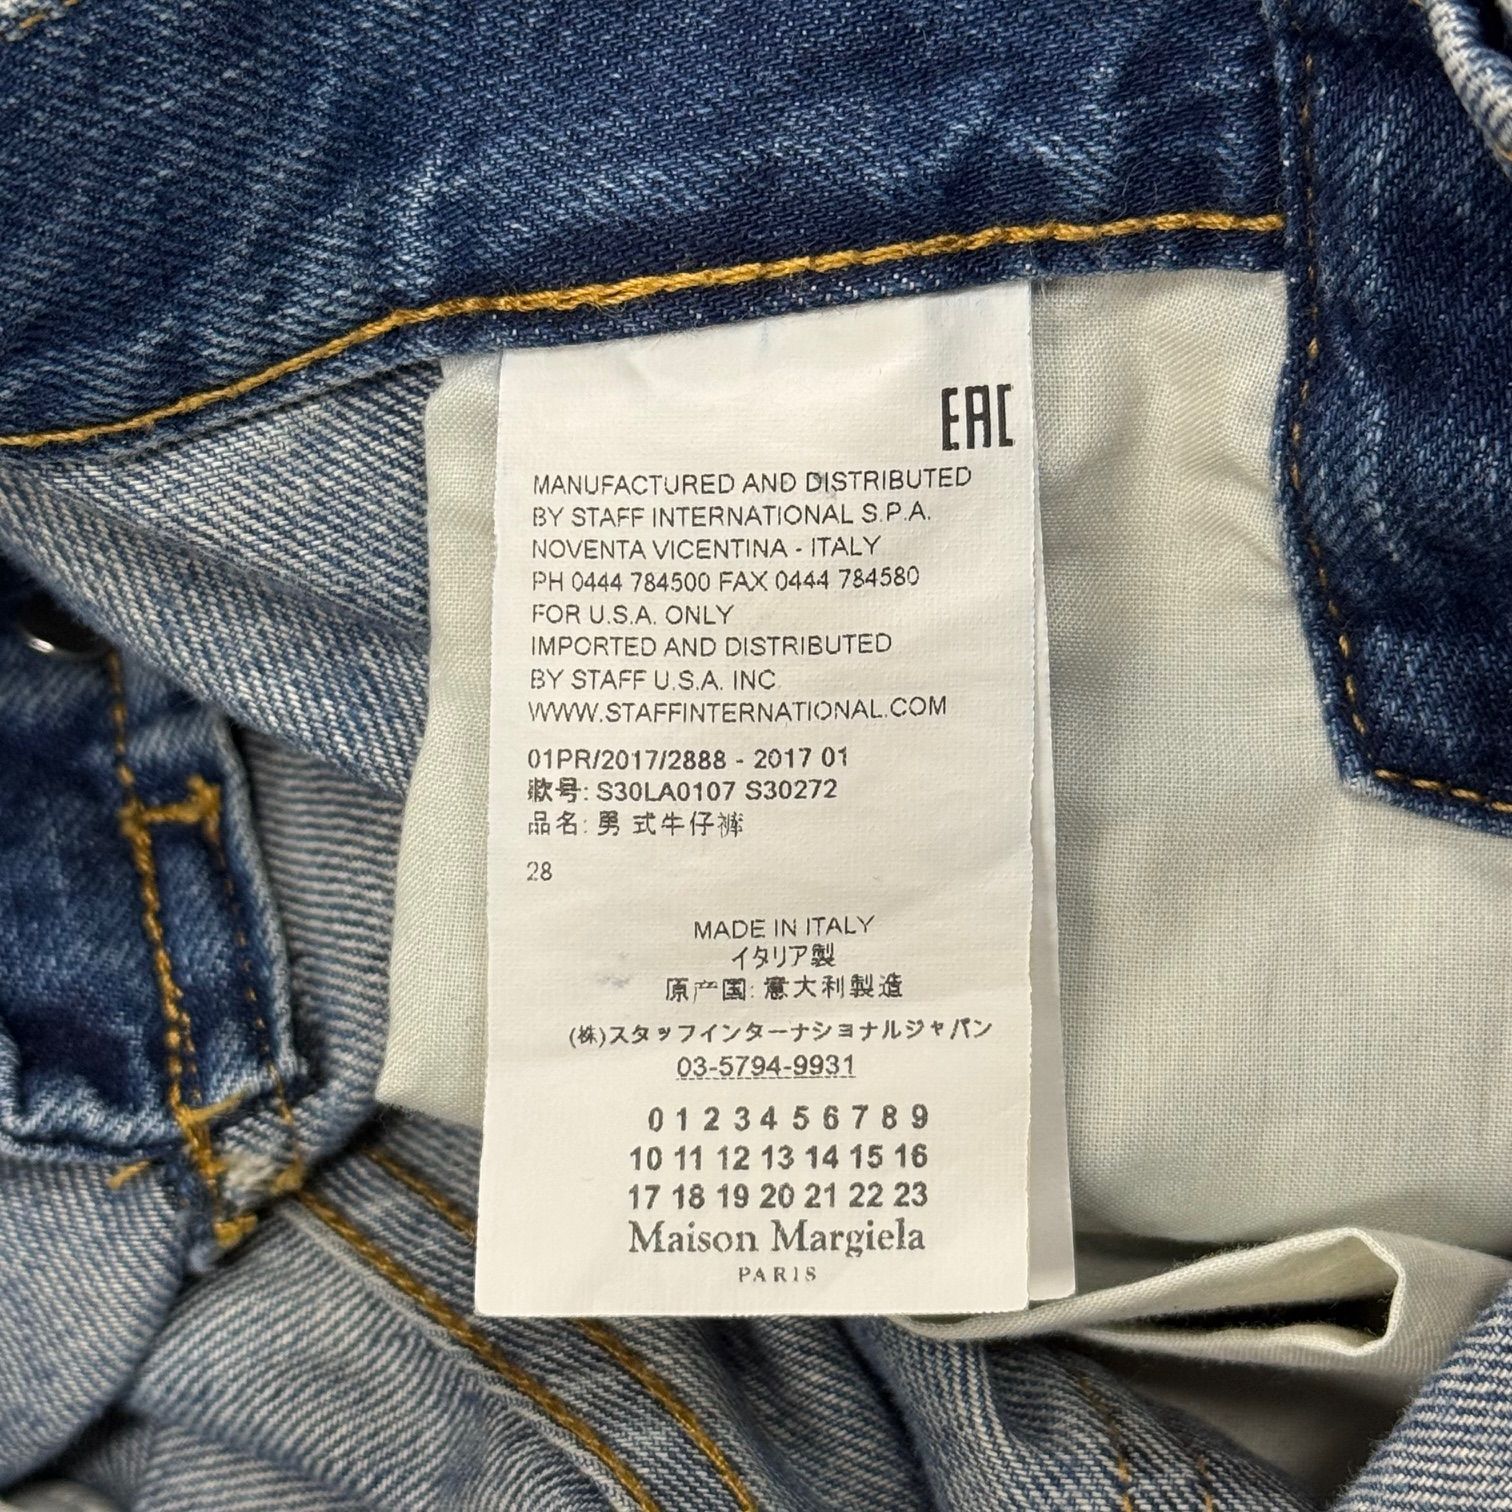 EAC
MANUFACTURED AND DISTRIBUTED
BY STAFF INTERNATIONAL S.P.A.
NOVENTA VICENTINA - ITALY
PH 0444 784500 FAX 0444 784580
FOR U.S.A. ONLY
IMPORTED AND DISTRIBUTED
BY STAFF U.S.A. INC
WWW.STAFFINTERNATIONAL.COM
01PR/2017/2888 - 2017 01
款号: S30LA0107 S30272
品名: 男 式牛仔裤
28
MADE IN ITALY
イタリア製
原产国: 意大利製造
(株)スタッフインターナショナルジャパン
03-5794-9931
0 1 2 3 4 5 6 7 8 9
10 11 12 13 14 15 16
17 18 19 20 21 22 23
Maison Margiela
PARIS